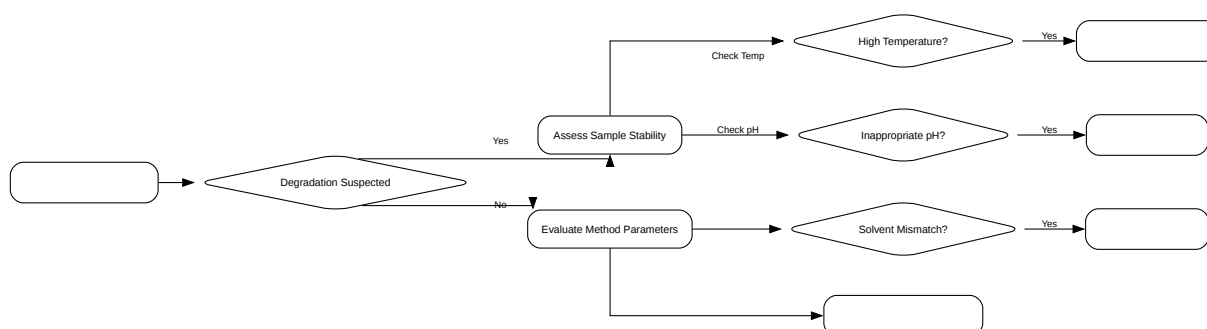 High Temperature?
Yes
Check Temp
Assess Sample Stability
Check pH
Inappropriate pH?
Yes
Yes
Degradation Suspected
No
Evaluate Method Parameters
Solvent Mismatch?
Yes